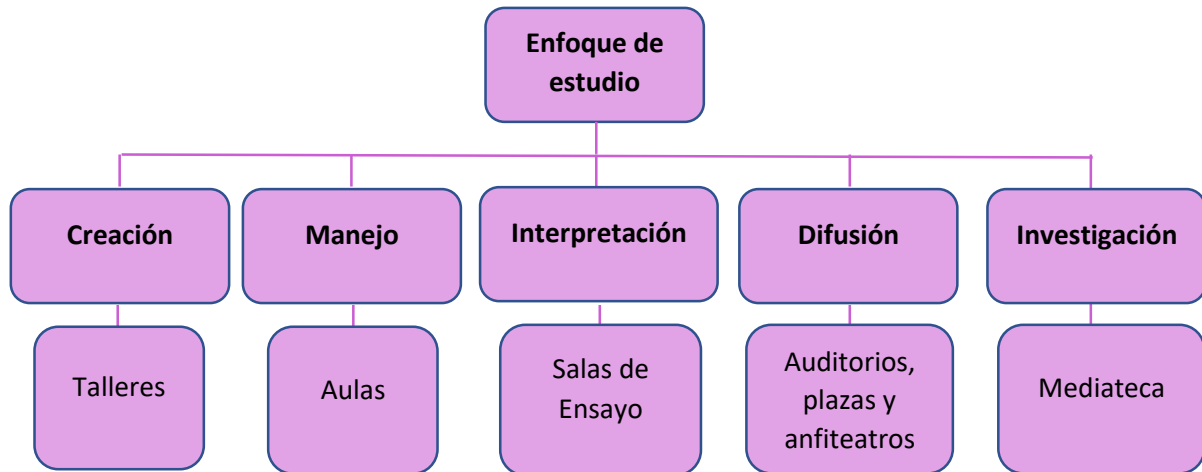 Enfoque de
estudio
Creación
Manejo
Interpretación
Difusión
Investigación
Talleres
Aulas
Salas de
Ensayo
Auditorios,
plazas y
anfiteatros
Mediateca